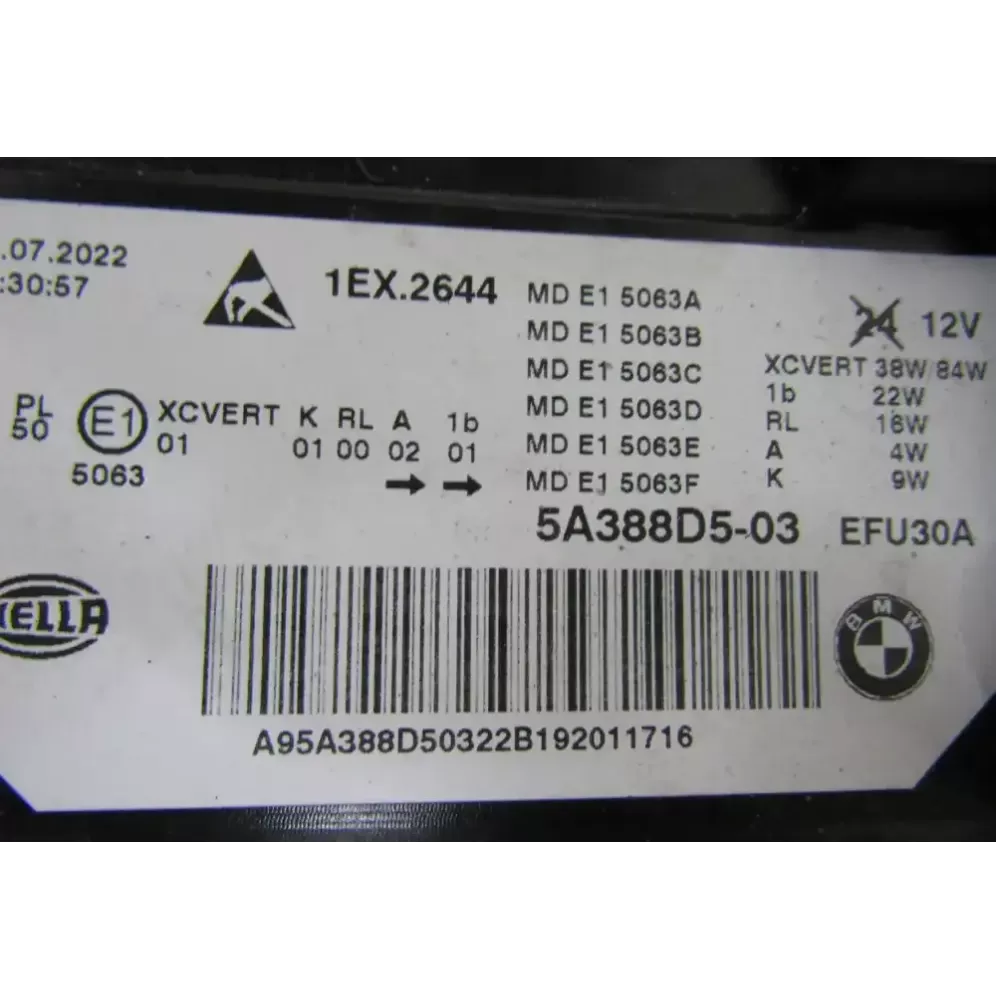 .07.2022
:30:57
1EX.2644
MD E1 5063A
MD E1 5063B
MD E1 5063C
MD E1 5063D
MD E1 5063E
MD E1 5063F
24 12V
XCVERT 38W/84W
1b 22W
RL 16W
A 4W
K 9W
PL
50
E1
5063
XCVERT K RL A 1b
01 01 00 02 01
5A388D5-03 EFU30A
HELLA
BMW
A95A388D50322B192011716